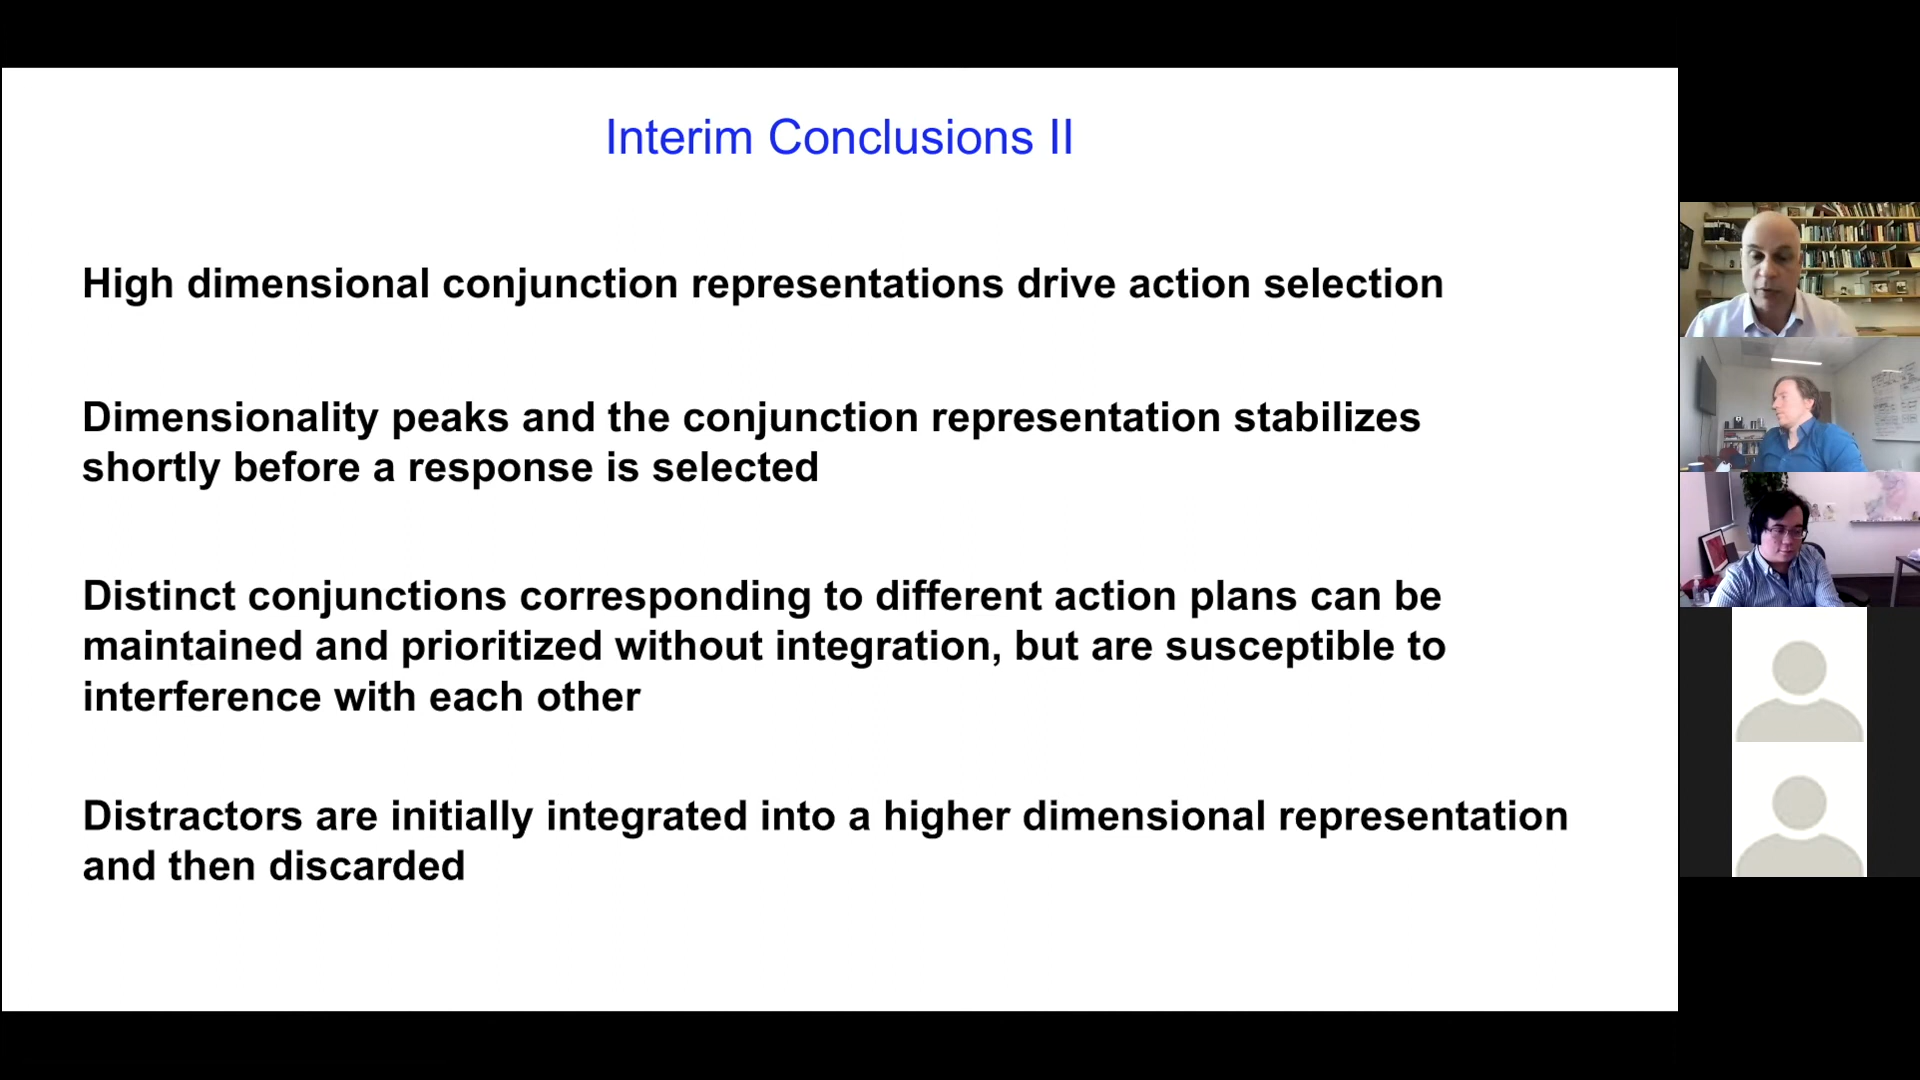 Interim Conclusions II
High dimensional conjunction representations drive action selection
Dimensionality peaks and the conjunction representation stabilizes
shortly before a response is selected
Distinct conjunctions corresponding to different action plans can be
maintained and prioritized without integration, but are susceptible to
interference with each other
Distractors are initially integrated into a higher dimensional representation
and then discarded